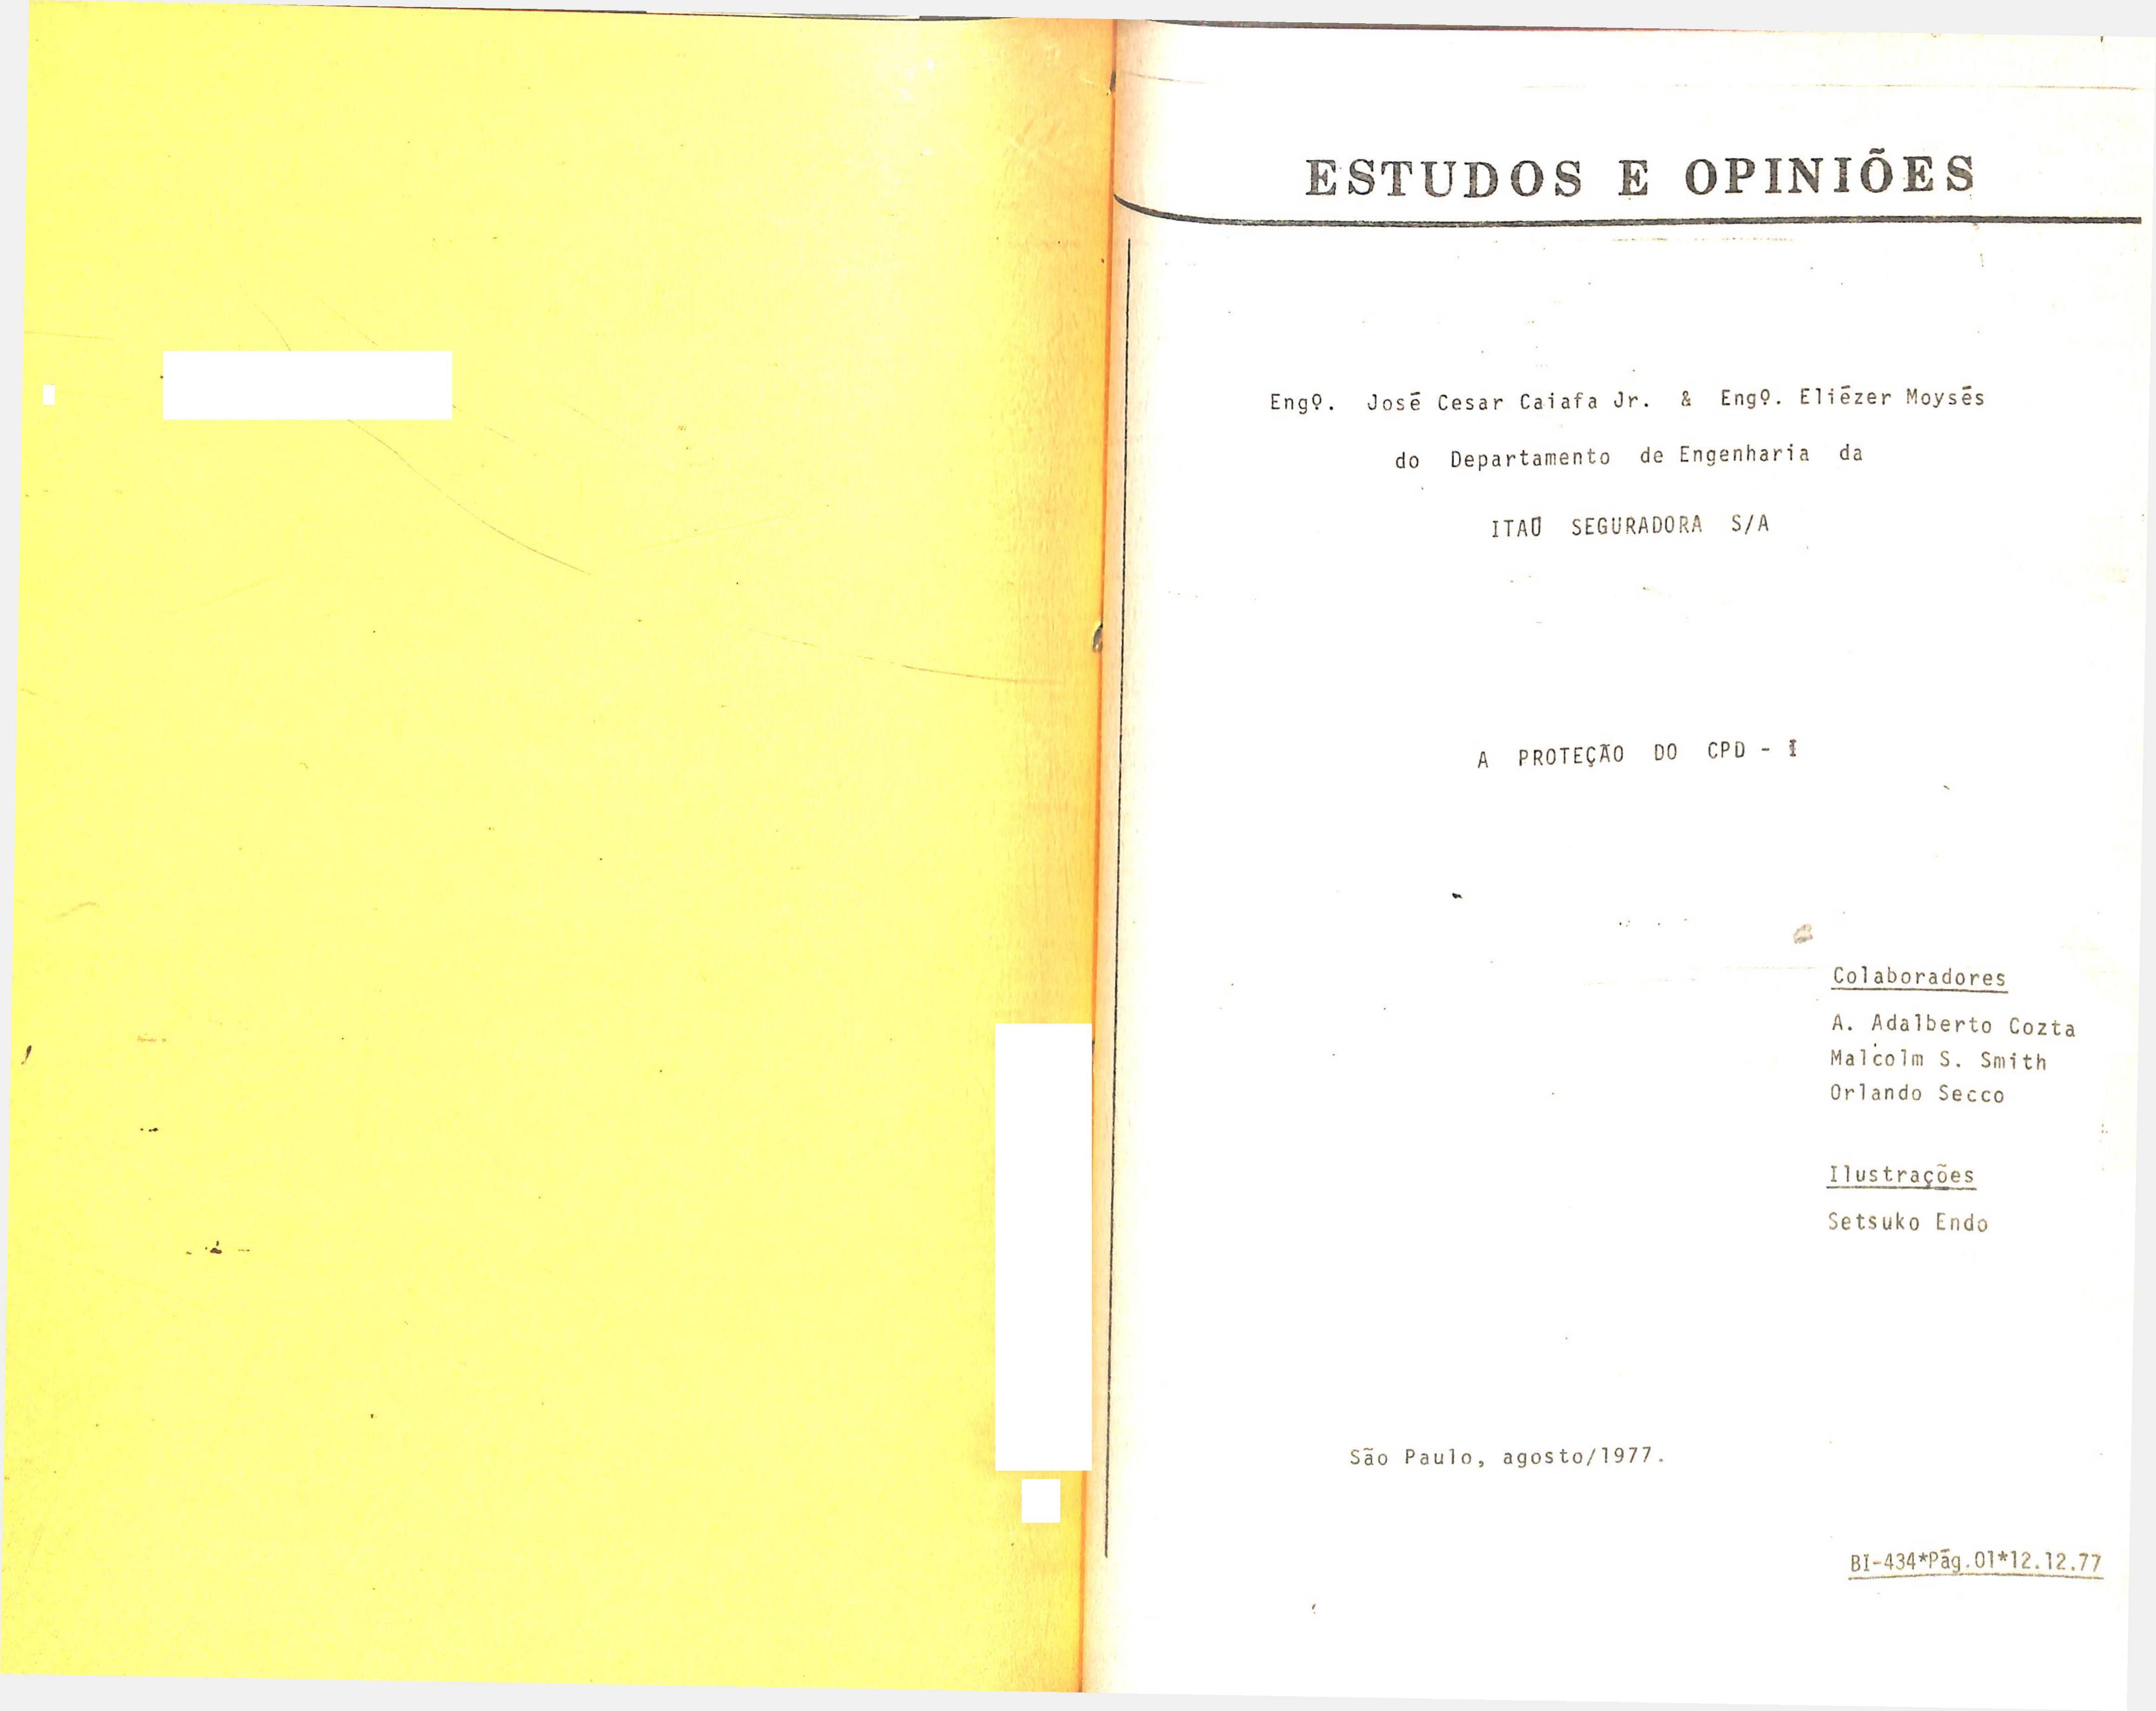 ESTUDOS E OPINIÕES
Engº. José Cesar Caiafa Jr. & Engº. Eliézer Moysés
do Departamento de Engenharia da
ITAÚ SEGURADORA S/A
A PROTEÇÃO DO CPD - I
Colaboradores
A. Adalberto Cozta
Malcolm S. Smith
Orlando Secco
Ilustrações
Setsuko Endo
São Paulo, agosto/1977.
BI-434*Pág.01*12.12.77